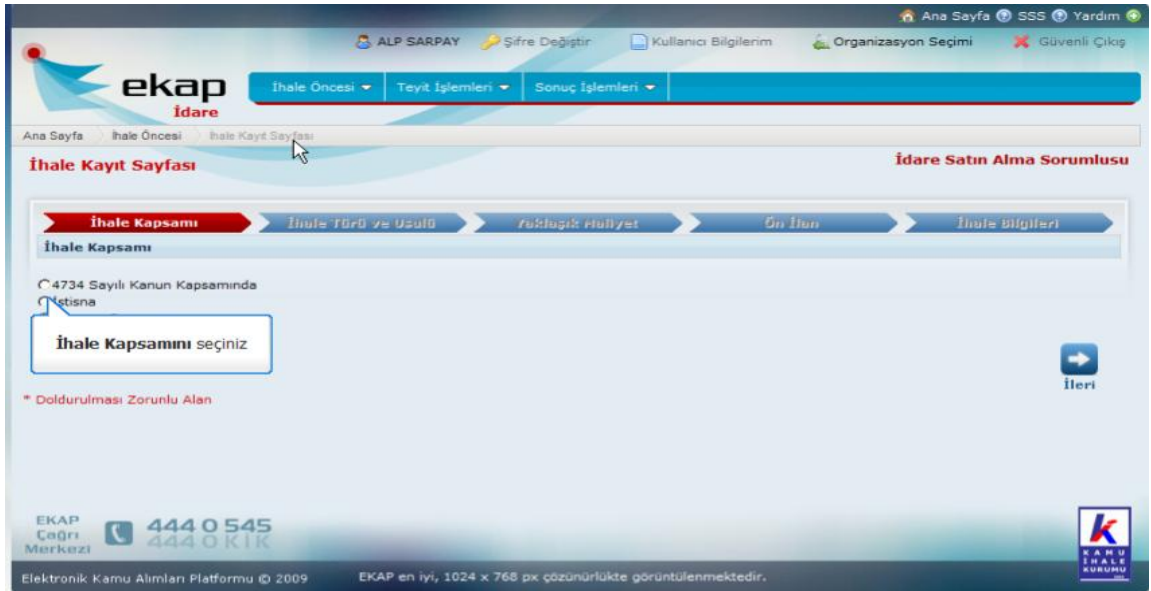 Ana Sayfa SSS Yardım
ALP SARPAY Şifre Değiştir Kullanıcı Bilgilerim Organizasyon Seçimi Güvenli Çıkış
ekap
İdare
İhale Öncesi Teyit İşlemleri Sonuç İşlemleri
Ana Sayfa İhale Öncesi İhale Kayıt Sayfası
İhale Kayıt Sayfası
İdare Satın Alma Sorumlusu
İhale Kapsamı İhale Türü ve Usulü Yaklaşık Maliyet Ön İlan İhale Bilgileri
İhale Kapsamı
4734 Sayılı Kanun Kapsamında
İstisna
İhale Kapsamını seçiniz
İleri
* Doldurulması Zorunlu Alan
EKAP
Çağrı
Merkezi
444 0 545
444 0 KİK
KAMU
İHALE
KURUMU
Elektronik Kamu Alımları Platformu © 2009 EKAP en iyi, 1024 x 768 px çözünürlükte görüntülenmektedir.